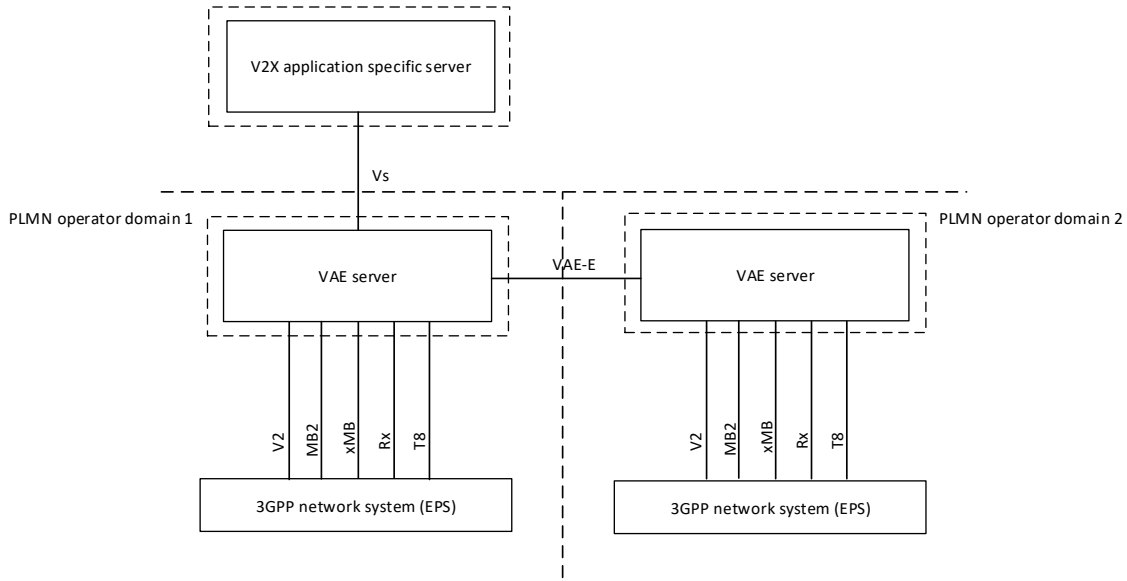 V2X application specific server
Vs
PLMN operator domain 1
PLMN operator domain 2
VAE server
VAE-E
VAE server
V2
MB2
xMB
Rx
T8
V2
MB2
xMB
Rx
T8
3GPP network system (EPS)
3GPP network system (EPS)